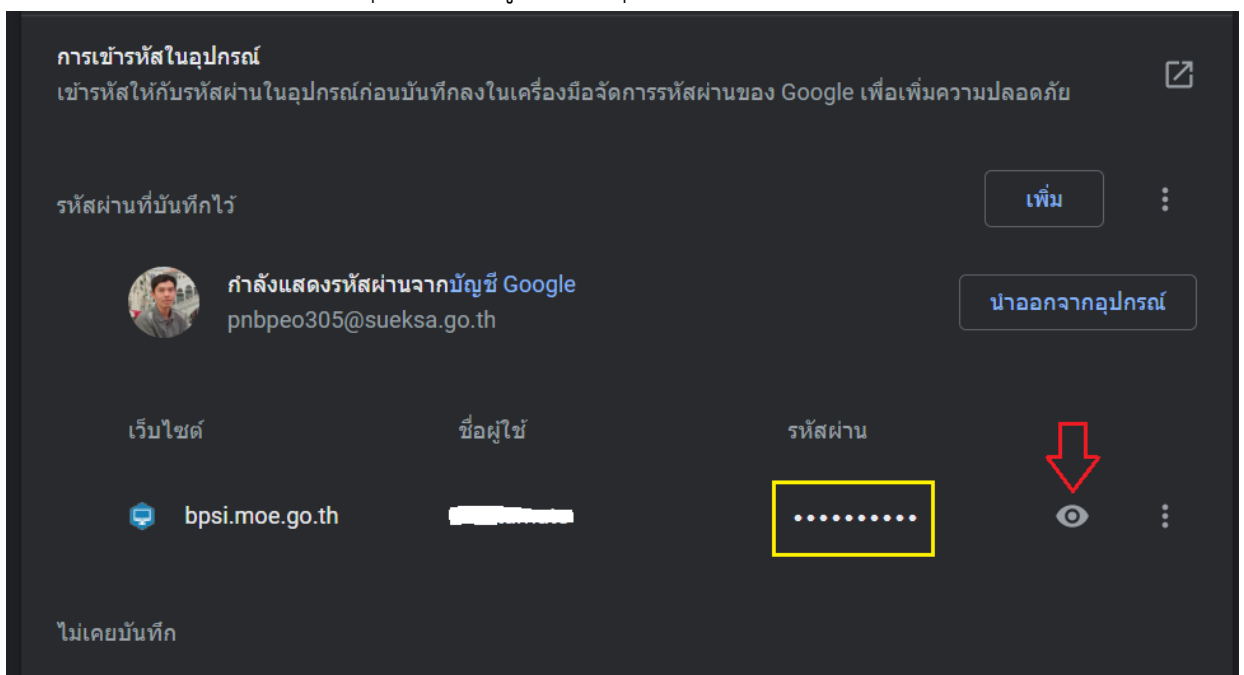 การเข้ารหัสในอุปกรณ์
เข้ารหัสให้กับรหัสผ่านในอุปกรณ์ก่อนบันทึกลงในเครื่องมือจัดการรหัสผ่านของ Google เพื่อเพิ่มความปลอดภัย
รหัสผ่านที่บันทึกไว้
เพิ่ม
กำลังแสดงรหัสผ่านจากบัญชี Google
pnbpeo305@sueksa.go.th
นำออกจากอุปกรณ์
เว็บไซต์ ชื่อผู้ใช้ รหัสผ่าน
bpsi.moe.go.th ••••••••••
ไม่เคยบันทึก